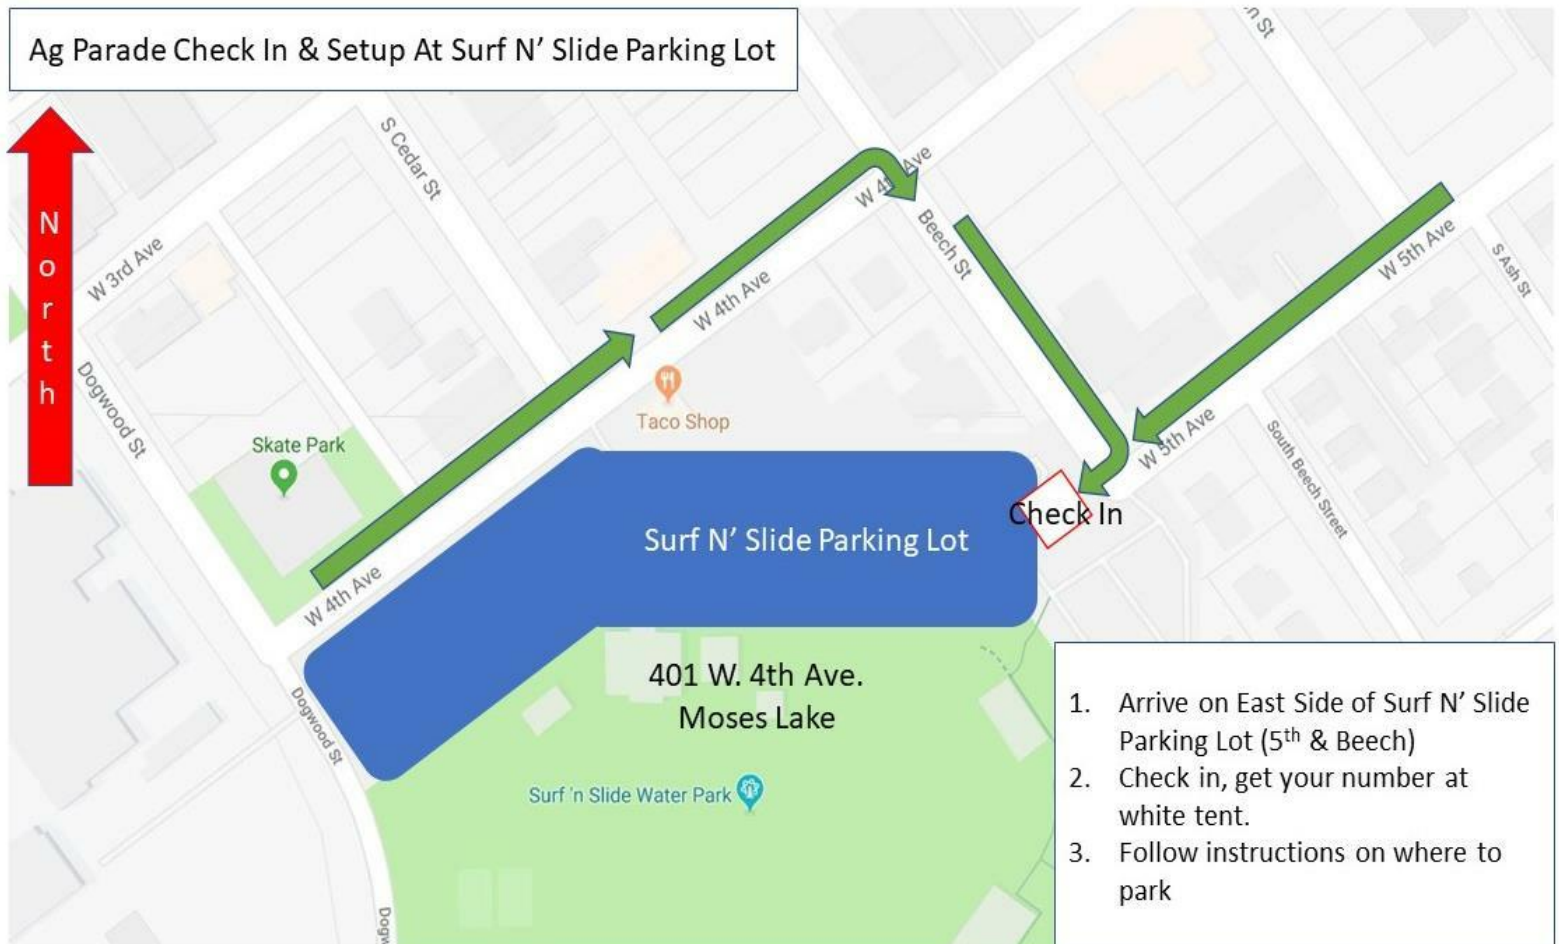 Ag Parade Check In & Setup At Surf N' Slide Parking Lot
North
n St
S Cedar St
W 3rd Ave
W 4th Ave
Beech St
W 5th Ave
S Ash St
W 4th Ave
Dogwood St
Taco Shop
Skate Park
W 5th Ave
South Beech Street
Check In
Surf N' Slide Parking Lot
W 4th Ave
401 W. 4th Ave.
Moses Lake
Dogwood St
Surf 'n Slide Water Park
Dogw
1. Arrive on East Side of Surf N' Slide
Parking Lot (5th & Beech)
2. Check in, get your number at
white tent.
3. Follow instructions on where to
park